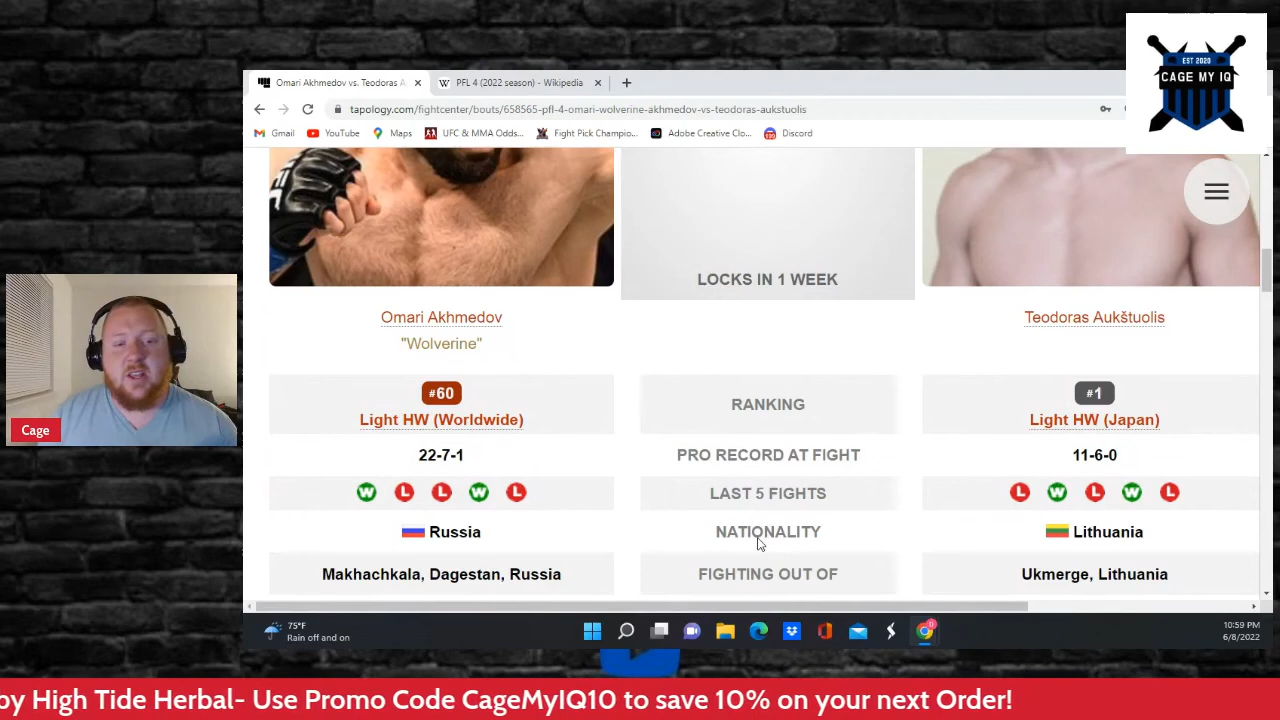 EST 2020
CAGE MY IQ
Omari Akhmedov vs. Teodoras A
PFL 4 (2022 season) - Wikipedia
tapology.com/fightcenter/bouts/658565-pfl-4-omari-wolverine-akhmedov-vs-teodoras-aukstuolis
Gmail
YouTube
Maps
UFC & MMA Odds...
Fight Pick Champio...
Adobe Creative Clo...
Discord
LOCKS IN 1 WEEK
Omari Akhmedov
Teodoras Aukštuolis
"Wolverine"
#60
RANKING
#1
Light HW (Worldwide)
Light HW (Japan)
22-7-1
PRO RECORD AT FIGHT
11-6-0
W L L W L
LAST 5 FIGHTS
L W L W L
Russia
NATIONALITY
Lithuania
Makhachkala, Dagestan, Russia
FIGHTING OUT OF
Ukmerge, Lithuania
Cage
75°F
Rain off and on
10:59 PM
6/8/2022
by High Tide Herbal- Use Promo Code CageMyIQ10 to save 10% on your next Order!